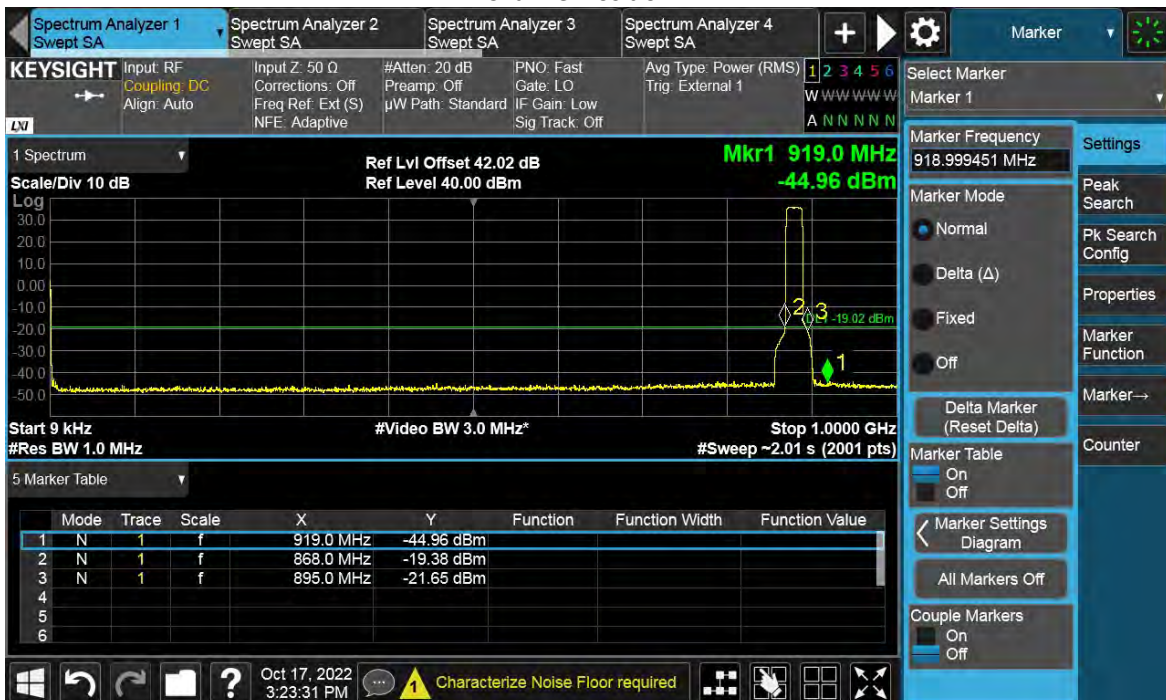 Spectrum Analyzer 1
Swept SA
Spectrum Analyzer 2
Swept SA
Spectrum Analyzer 3
Swept SA
Spectrum Analyzer 4
Swept SA
+
Marker
KEYSIGHT
LXI
Input: RF
Coupling: DC
Align: Auto
Input Z: 50 Ω
Corrections: Off
Freq Ref: Ext (S)
NFE: Adaptive
#Atten: 20 dB
Preamp: Off
µW Path: Standard
PNO: Fast
Gate: LO
IF Gain: Low
Sig Track: Off
Avg Type: Power (RMS)
Trig: External 1
1 2 3 4 5 6
W W W W W W
A N N N N N
Select Marker
Marker 1
1 Spectrum
Scale/Div 10 dB
Ref Lvl Offset 42.02 dB
Ref Level 40.00 dBm
Mkr1 919.0 MHz
-44.96 dBm
Log
30.0
20.0
10.0
0.00
-10.0
-20.0
-30.0
-40.0
-50.0
2
3
DL1 -19.02 dBm
1
Start 9 kHz
#Video BW 3.0 MHz*
Stop 1.0000 GHz
#Res BW 1.0 MHz
#Sweep ~2.01 s (2001 pts)
5 Marker Table
Mode Trace Scale X Y Function Function Width Function Value
1 N 1 f 919.0 MHz -44.96 dBm
2 N 1 f 868.0 MHz -19.38 dBm
3 N 1 f 895.0 MHz -21.65 dBm
4
5
6
Marker Frequency
918.999451 MHz
Marker Mode
Normal
Delta (Δ)
Fixed
Off
Delta Marker
(Reset Delta)
Marker Table
On
Off
Marker Settings
Diagram
All Markers Off
Couple Markers
On
Off
Settings
Peak
Search
Pk Search
Config
Properties
Marker
Function
Marker→
Counter
?
Oct 17, 2022
3:23:31 PM
1
Characterize Noise Floor required